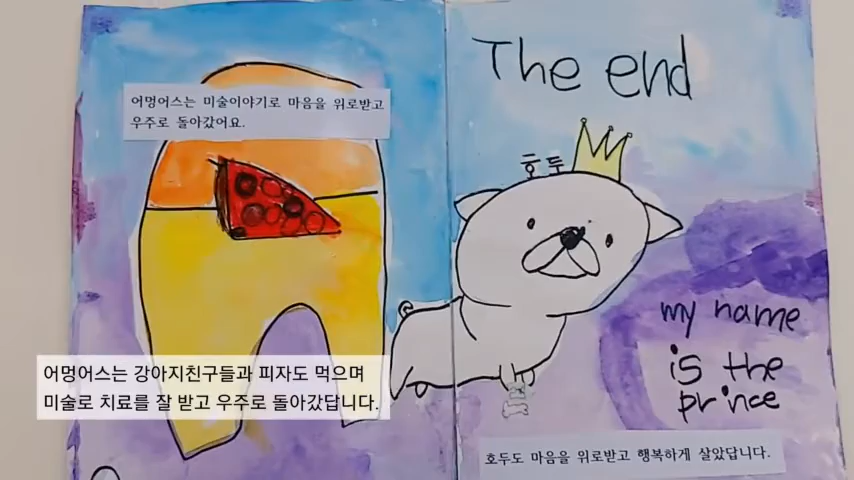 어멍어스는 미술이야기로 마음을 위로받고
우주로 돌아갔어요.
어멍어스는 강아지친구들과 피자도 먹으며
미술로 치료를 잘 받고 우주로 돌아갔답니다.
The end
호두
my name
is the
prince
호두도 마음을 위로받고 행복하게 살았답니다.